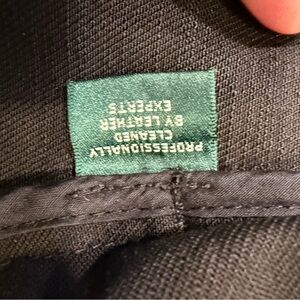 PROFESSIONALLY
CLEANED
BY LEATHER
EXPERTS